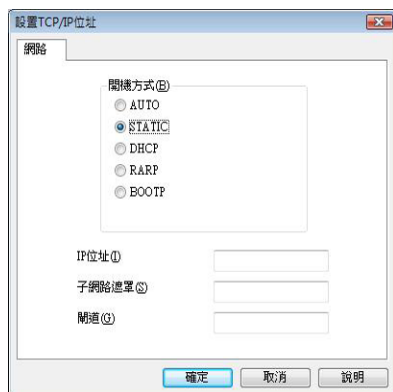 設置TCP/IP位址
網路
開機方式(B)
AUTO
STATIC
DHCP
RARP
BOOTP
IP位址(I)
子網路遮罩(S)
閘道(G)
確定 取消 說明